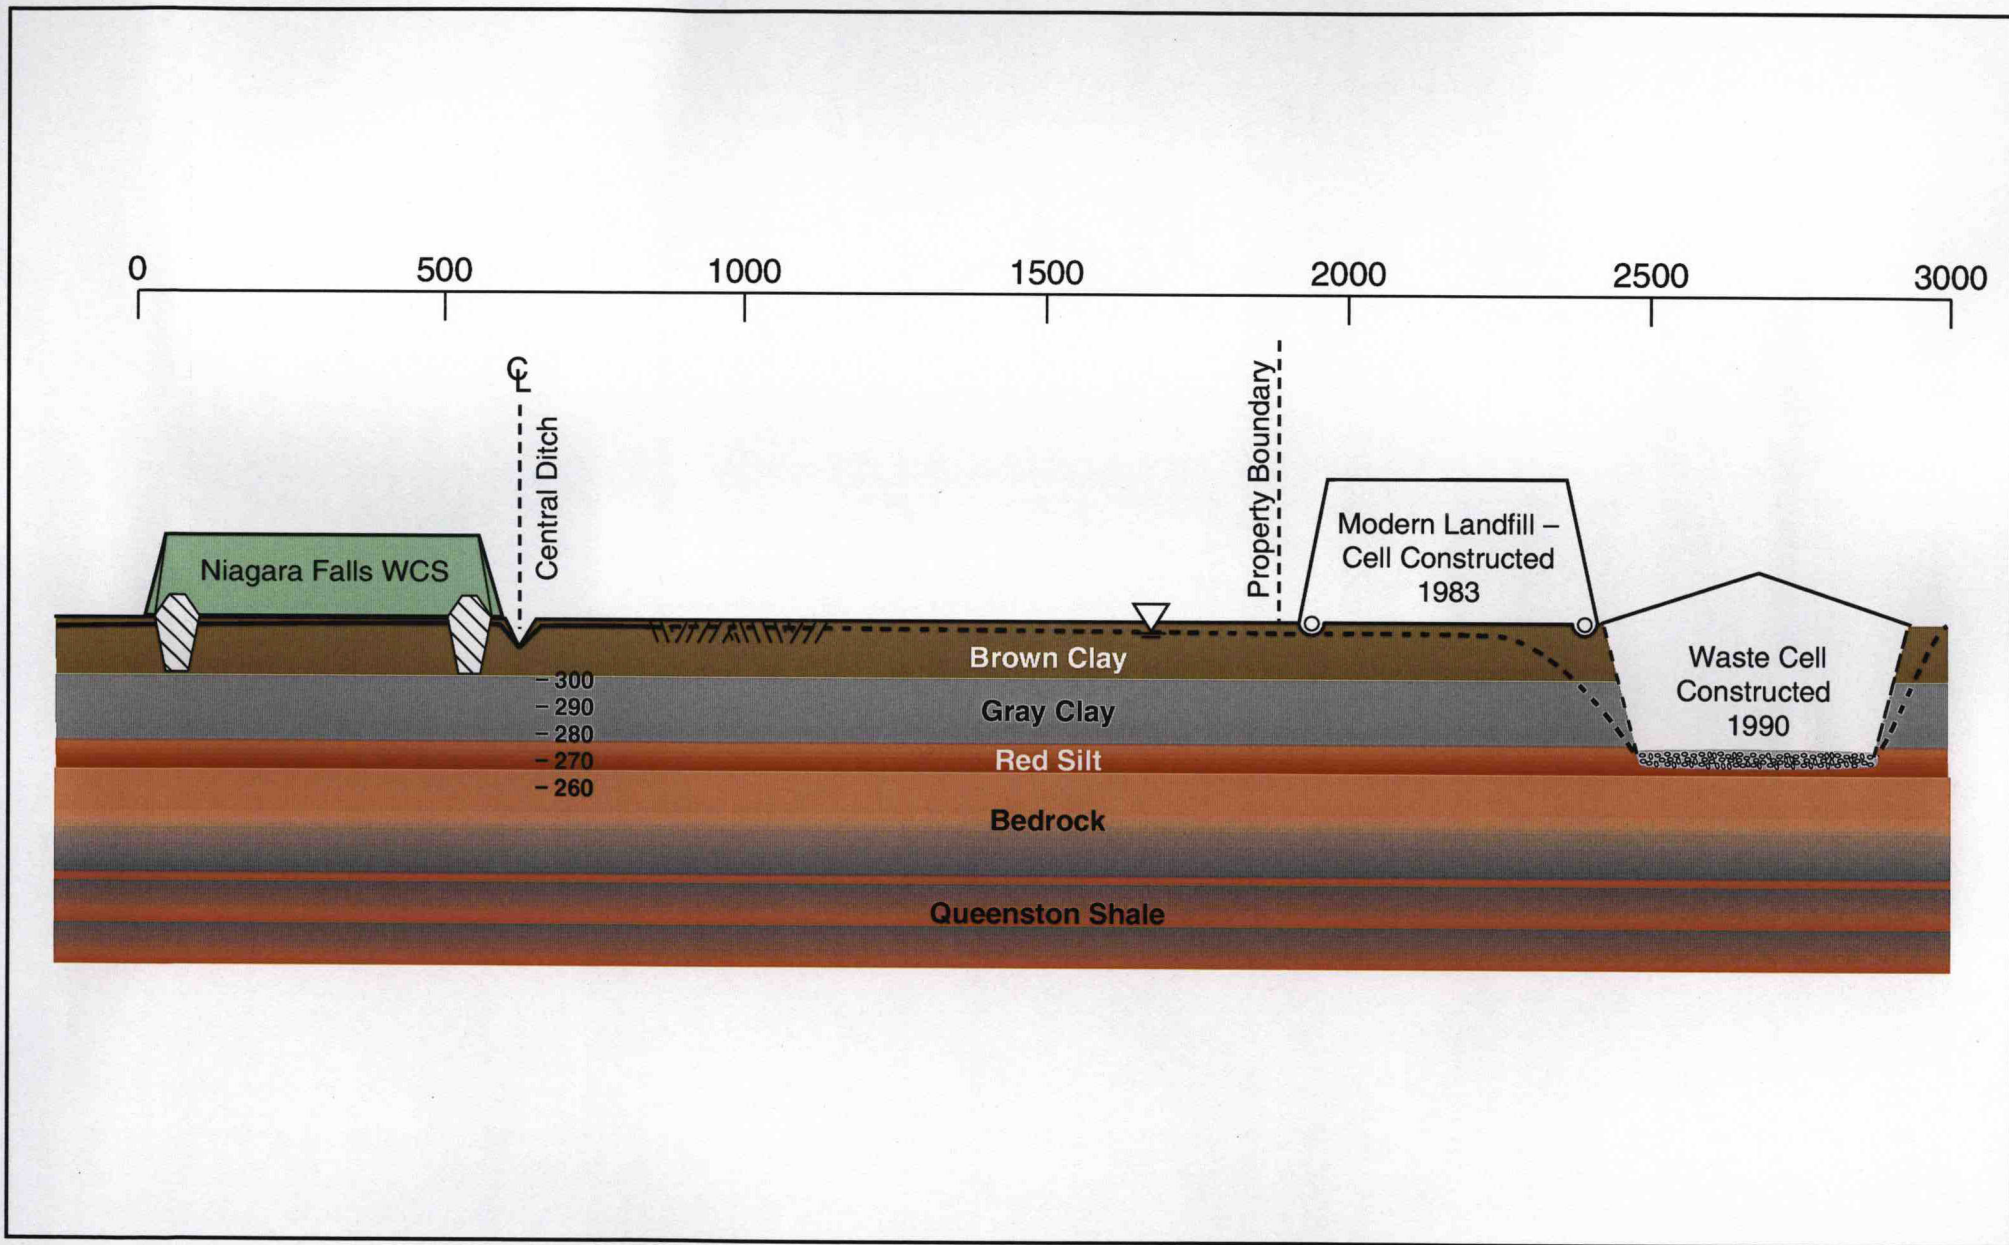 0 500 1000 1500 2000 2500 3000
℄
Central Ditch
Property Boundary
Niagara Falls WCS
Modern Landfill –
Cell Constructed
1983
Waste Cell
Constructed
1990
Brown Clay
– 300
– 290
Gray Clay
– 280
– 270
Red Silt
– 260
Bedrock
Queenston Shale